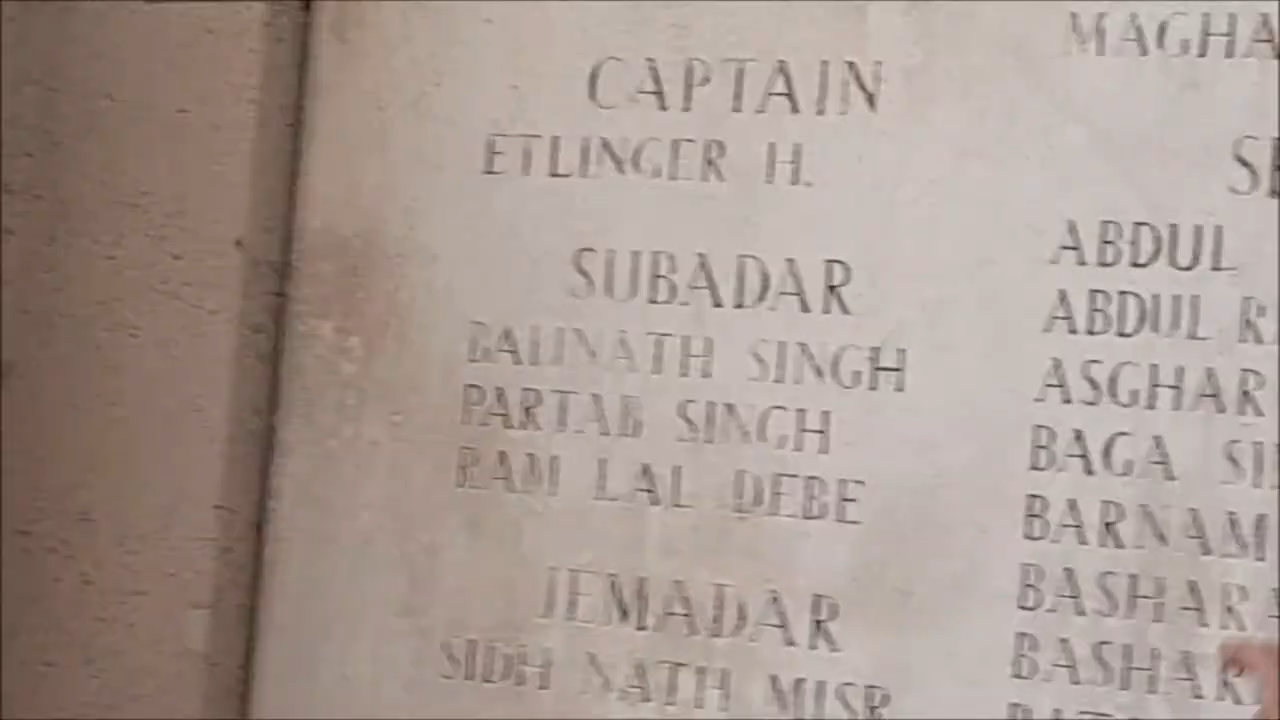 CAPTAIN
ETLINGER H.
SUBADAR
BALINATH SINGH
PARTAB SINGH
RAM LAL DEBE
JEMADAR
SIDH NATH MISR
MAGHA
ABDUL
ABDUL
ASGHAR
BAGA
BARNAM
BASHAR
BASHAR